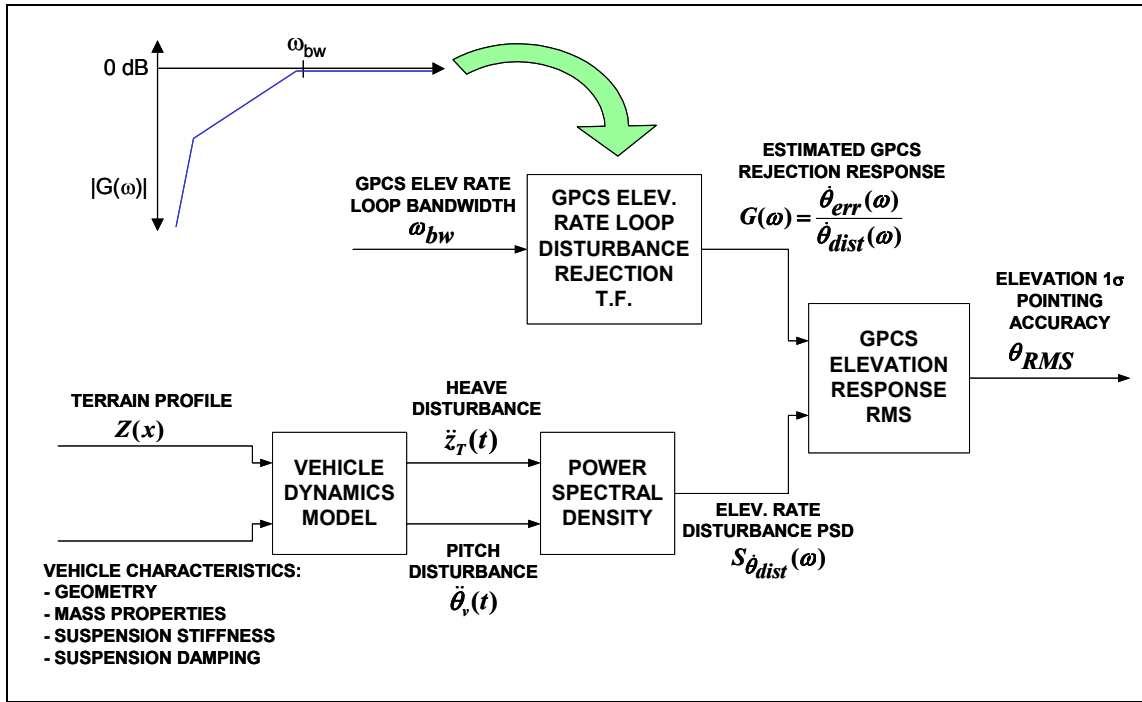 ω_bw
0 dB
|G(ω)|
GPCS ELEV RATE
LOOP BANDWIDTH
ω_bw
GPCS ELEV.
RATE LOOP
DISTURBANCE
REJECTION
T.F.
ESTIMATED GPCS
REJECTION RESPONSE
G(ω) = θ̇_err(ω) / θ̇_dist(ω)
ELEVATION 1σ
POINTING
ACCURACY
θ_RMS
GPCS
ELEVATION
RESPONSE
RMS
TERRAIN PROFILE
Z(x)
VEHICLE
DYNAMICS
MODEL
HEAVE
DISTURBANCE
z̈_T(t)
POWER
SPECTRAL
DENSITY
PITCH
DISTURBANCE
θ̈_v(t)
ELEV. RATE
DISTURBANCE PSD
S_θ̇dist(ω)
VEHICLE CHARACTERISTICS:
- GEOMETRY
- MASS PROPERTIES
- SUSPENSION STIFFNESS
- SUSPENSION DAMPING